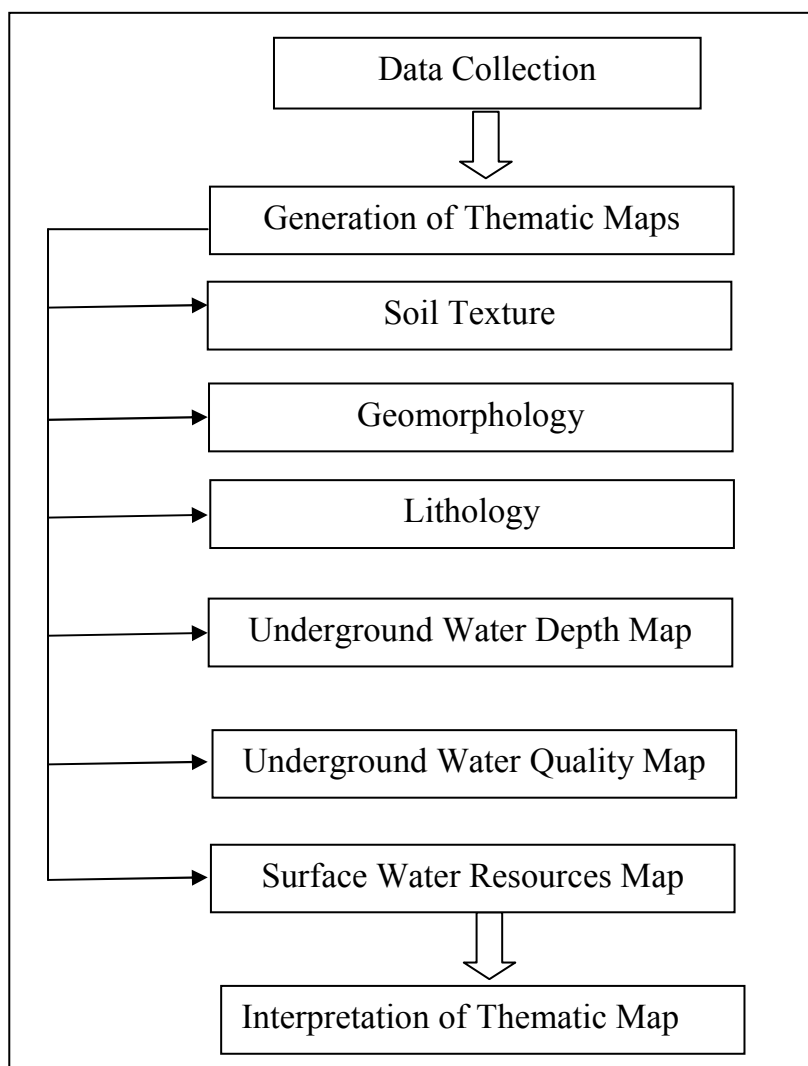 Data Collection
Generation of Thematic Maps
Soil Texture
Geomorphology
Lithology
Underground Water Depth Map
Underground Water Quality Map
Surface Water Resources Map
Interpretation of Thematic Map